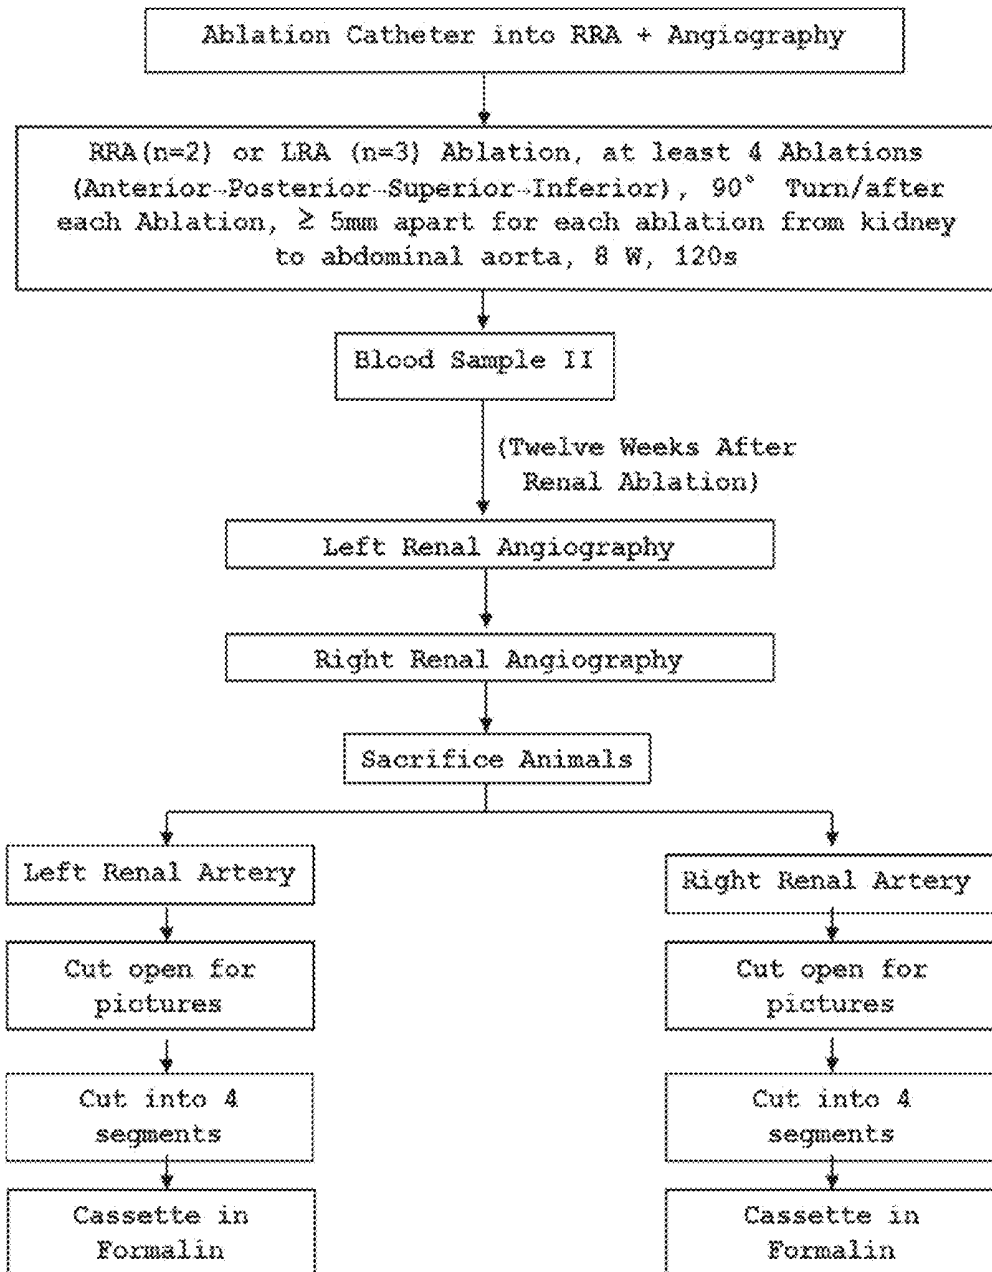 Ablation Catheter into RRA + Angiography
RRA(n=2) or LRA (n=3) Ablation, at least 4 Ablations
(Anterior-Posterior-Superior-Inferior), 90° Turn/after
each Ablation, ≥ 5mm apart for each ablation from kidney
to abdominal aorta, 8 W, 120s
Blood Sample II
(Twelve Weeks After
Renal Ablation)
Left Renal Angiography
Right Renal Angiography
Sacrifice Animals
Left Renal Artery
Right Renal Artery
Cut open for
pictures
Cut open for
pictures
Cut into 4
segments
Cut into 4
segments
Cassette in
Formalin
Cassette in
Formalin